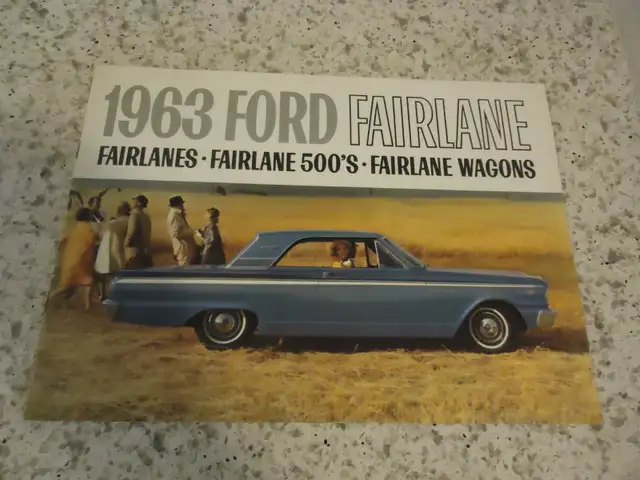 1963 FORD FAIRLANE
FAIRLANES · FAIRLANE 500'S · FAIRLANE WAGONS